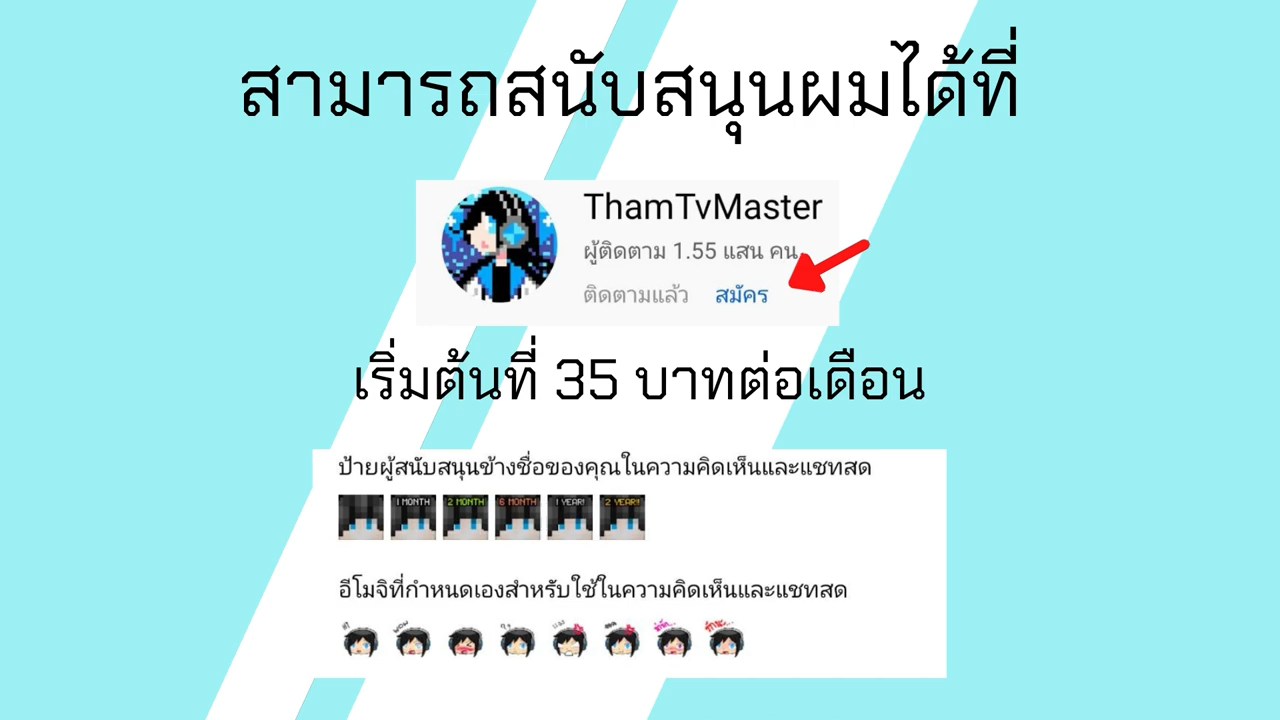 สามารถสนับสนุนผมได้ที่
ThamTvMaster
ผู้ติดตาม 1.55 แสน คน
ติดตามแล้ว สมัคร
เริ่มต้นที่ 35 บาทต่อเดือน
ป้ายผู้สนับสนุนข้างชื่อของคุณในความคิดเห็นและแชทสด
1 MONTH 2 MONTH 6 MONTH 1 YEAR! 2 YEAR!!
อีโมจิที่กำหนดเองสำหรับใช้ในความคิดเห็นและแชทสด